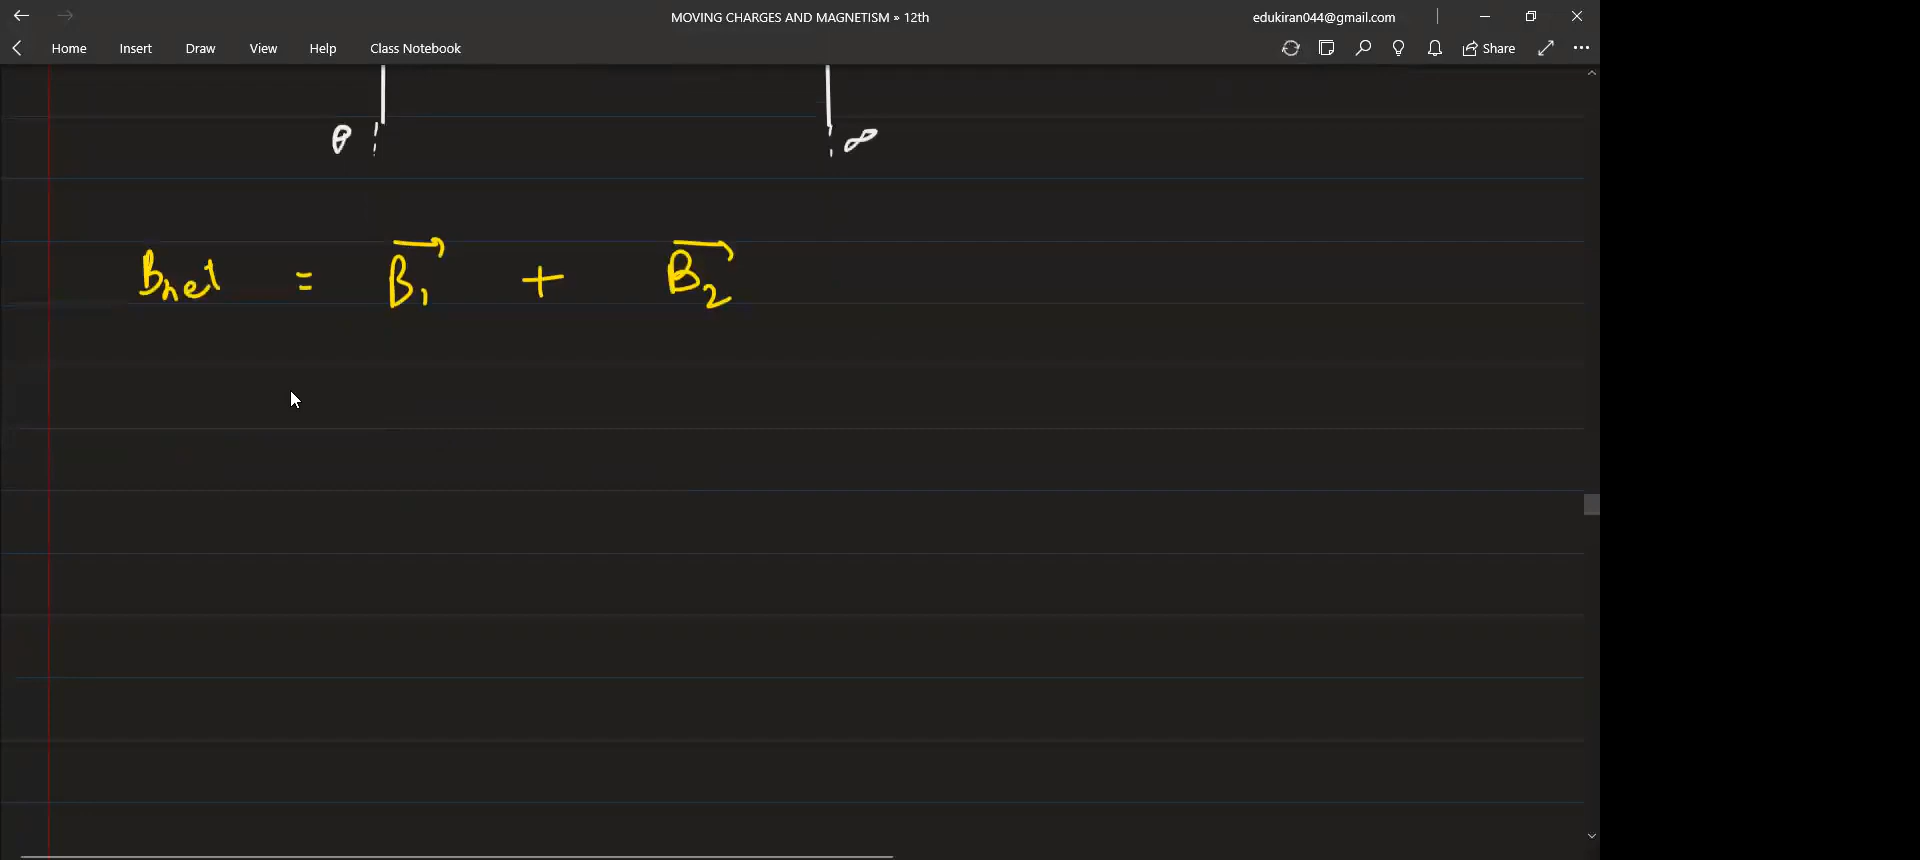 MOVING CHARGES AND MAGNETISM » 12th edukiran044@gmail.com
Home Insert Draw View Help Class Notebook Share
∞ ∞
Bnet = B₁⃗ + B₂⃗